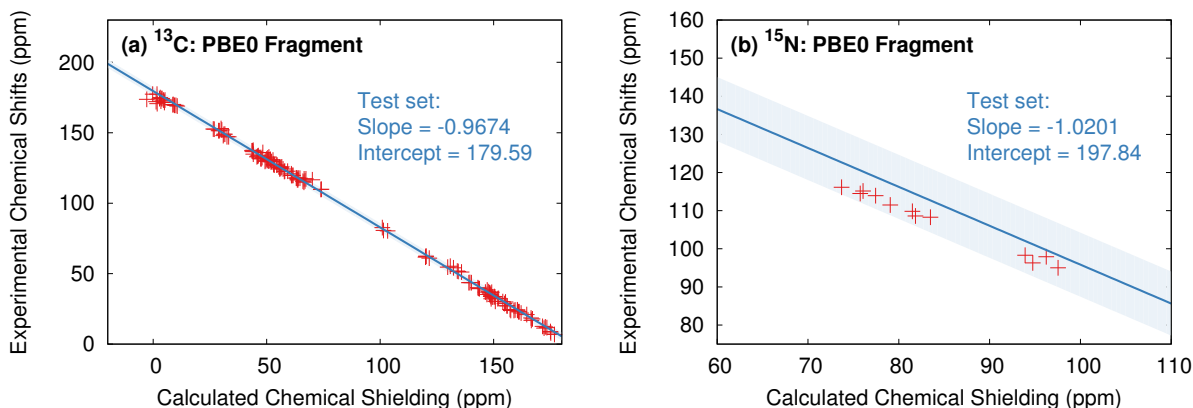 (a) ¹³C: PBE0 Fragment
Experimental Chemical Shifts (ppm)
200
150
100
50
0
Test set:
Slope = -0.9674
Intercept = 179.59
0 50 100 150
Calculated Chemical Shielding (ppm)
(b) ¹⁵N: PBE0 Fragment
Experimental Chemical Shifts (ppm)
160
150
140
130
120
110
100
90
80
Test set:
Slope = -1.0201
Intercept = 197.84
60 70 80 90 100 110
Calculated Chemical Shielding (ppm)